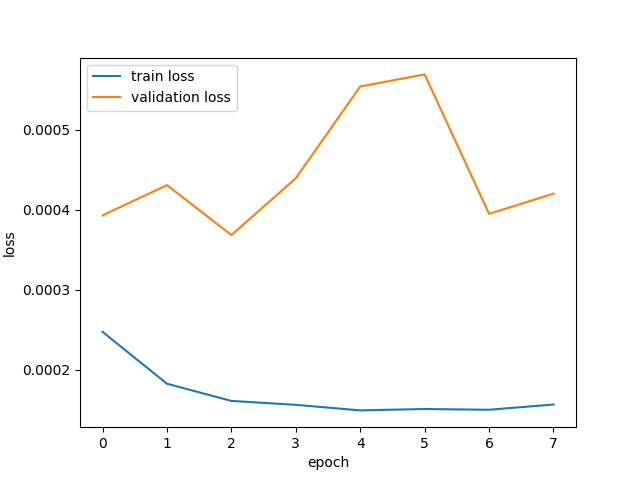 train loss
validation loss
0.0005
0.0004
0.0003
0.0002
loss
0 1 2 3 4 5 6 7
epoch